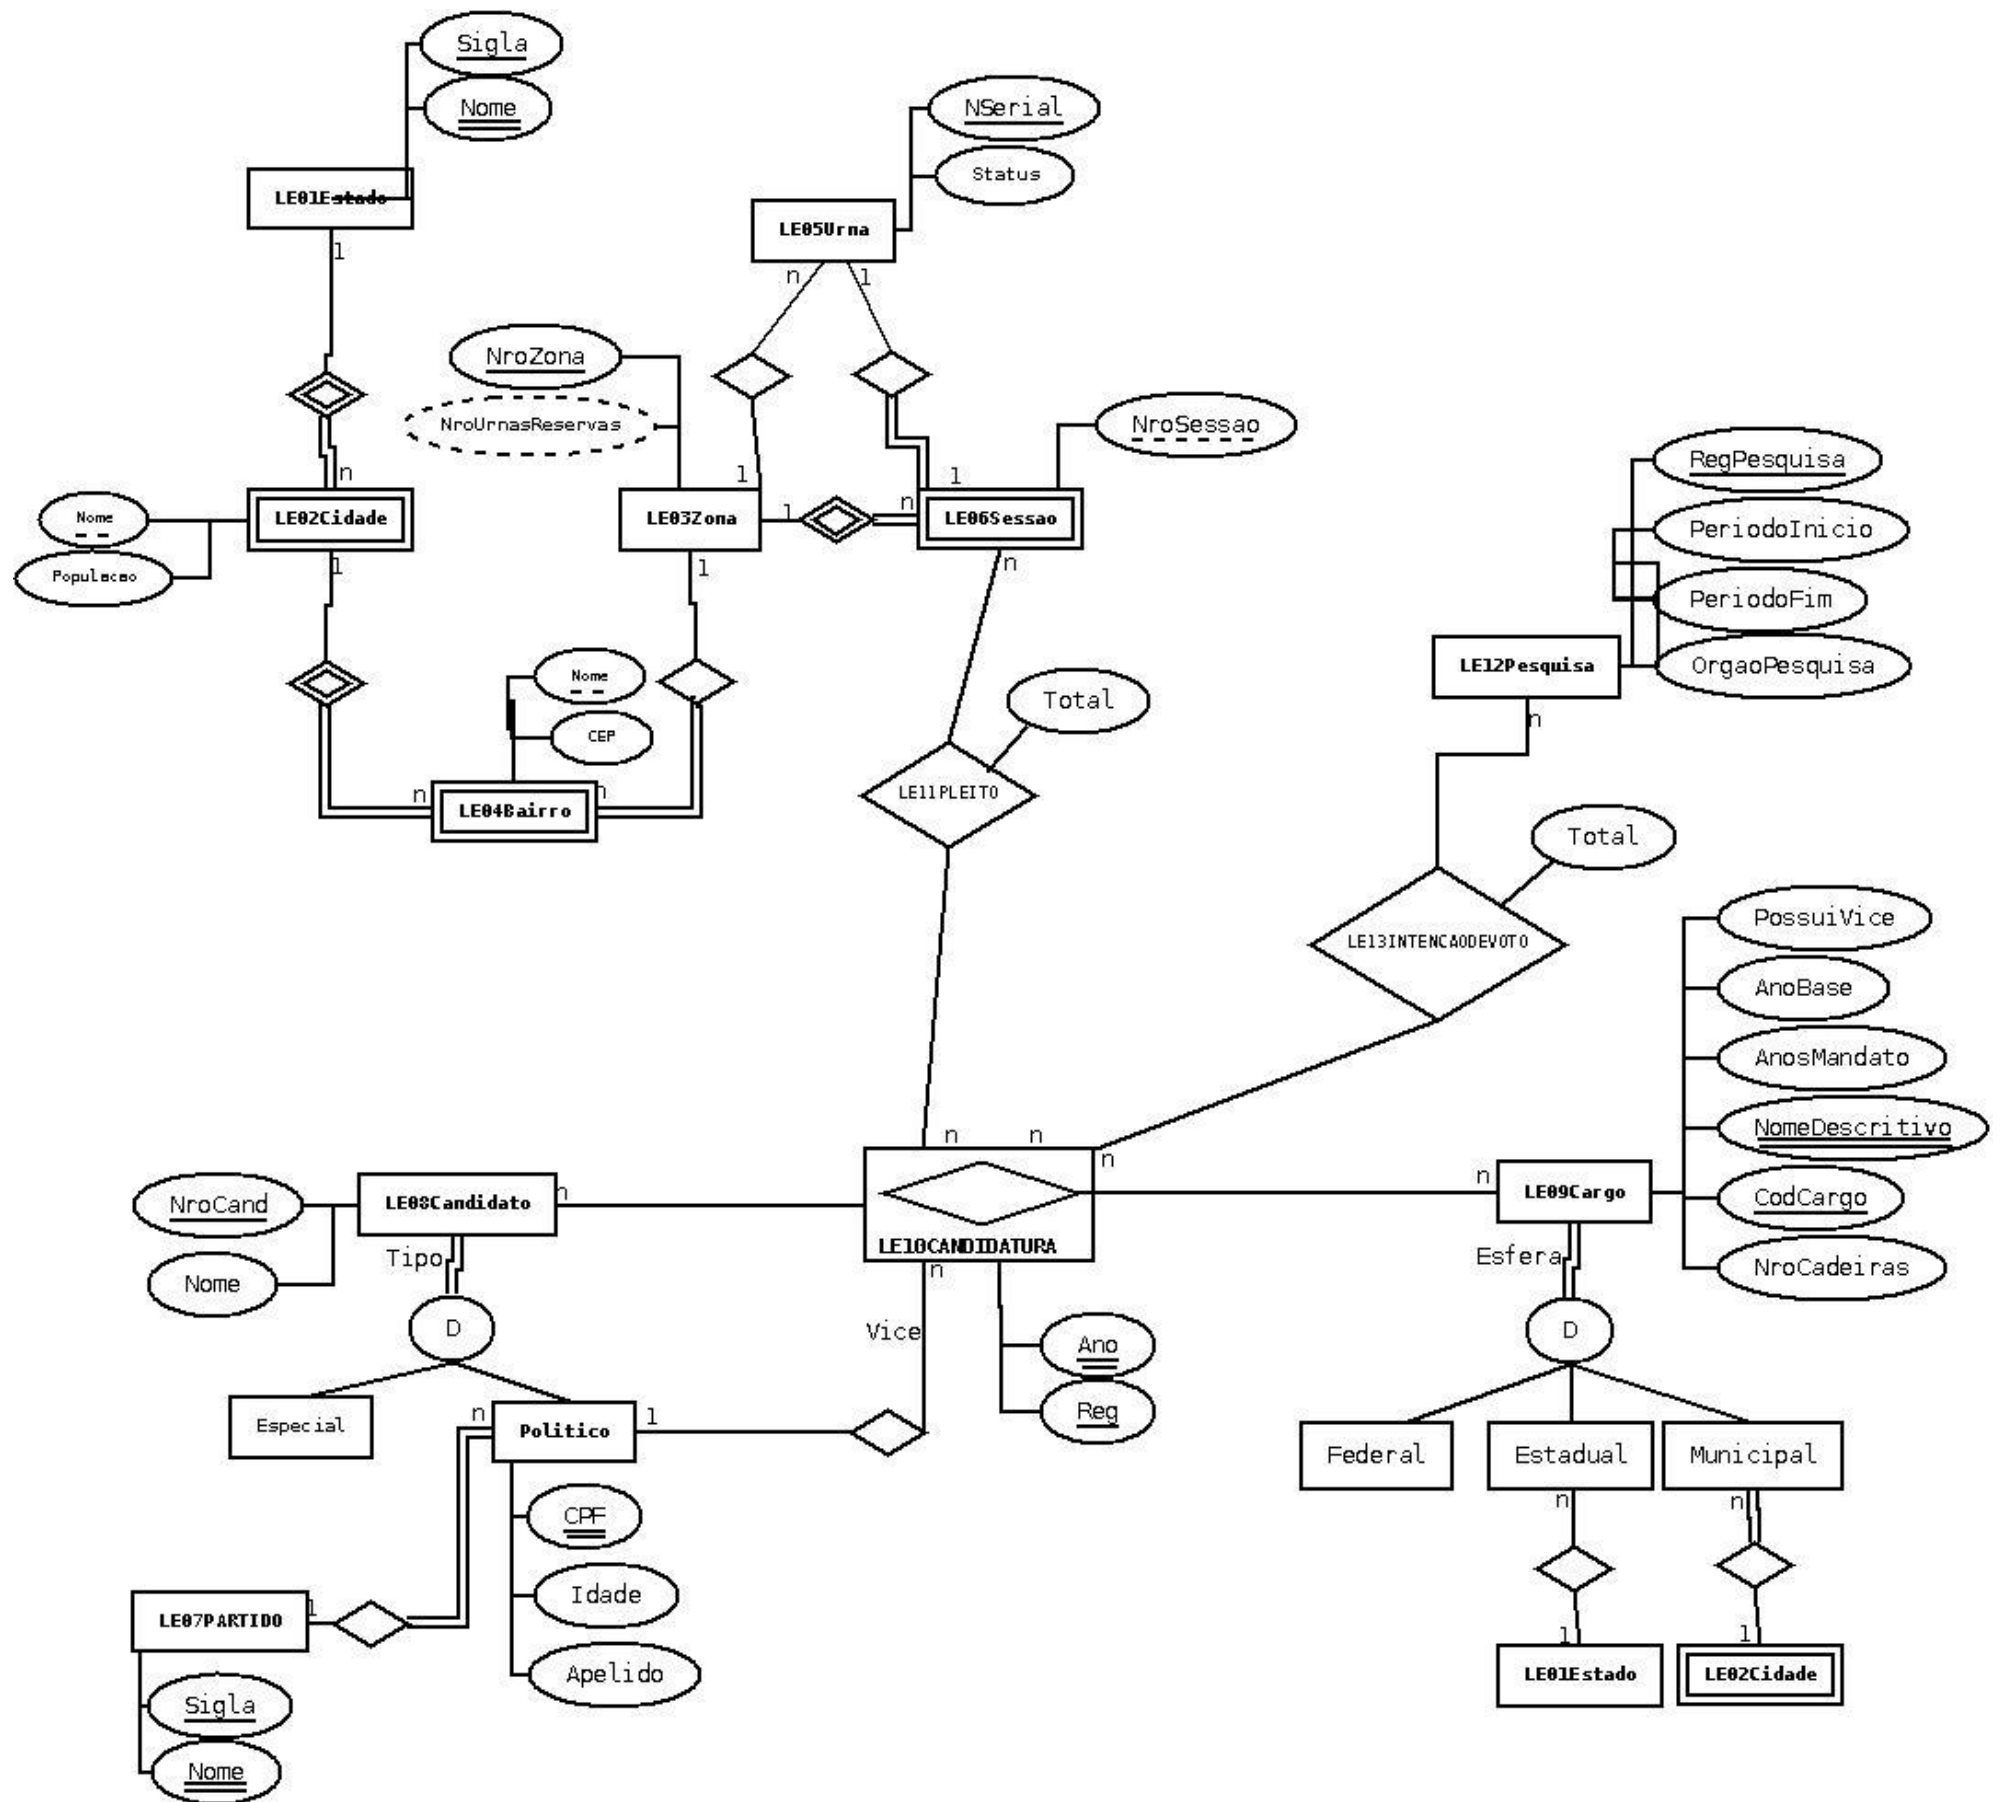 Sigla
Nome
LE01Estado
1
NSerial
Status
LE05Urna
n
1
NroZona
NroUrnasReservas
NroSessao
n
1
1
LE02Cidade
Nome
Populacao
1
LE03Zona
1
n
LE06Sessao
1
n
RegPesquisa
PeriodoInicio
PeriodoFim
OrgaoPesquisa
LE12Pesquisa
n
Nome
CEP
n
LE04Bairro
n
Total
LE11PLEITO
Total
LE13INTENCAODEVOTO
PossuiVice
AnoBase
AnosMandato
NomeDescritivo
CodCargo
NroCadeiras
n
n
n
NroCand
Nome
LE08Candidato
n
LE10CANDIDATURA
n
LE09Cargo
Tipo
n
Esfera
D
Vice
Ano
Reg
D
Especial
n
Politico
1
Federal
Estadual
Municipal
n
n
CPF
Idade
Apelido
LE07PARTIDO
1
1
1
LE01Estado
LE02Cidade
Sigla
Nome